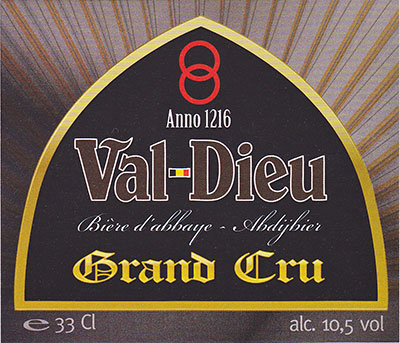 Anno 1216
Val-Dieu
Bière d'abbaye - Abdijbier
Grand Cru
℮ 33 Cl
alc. 10,5 vol